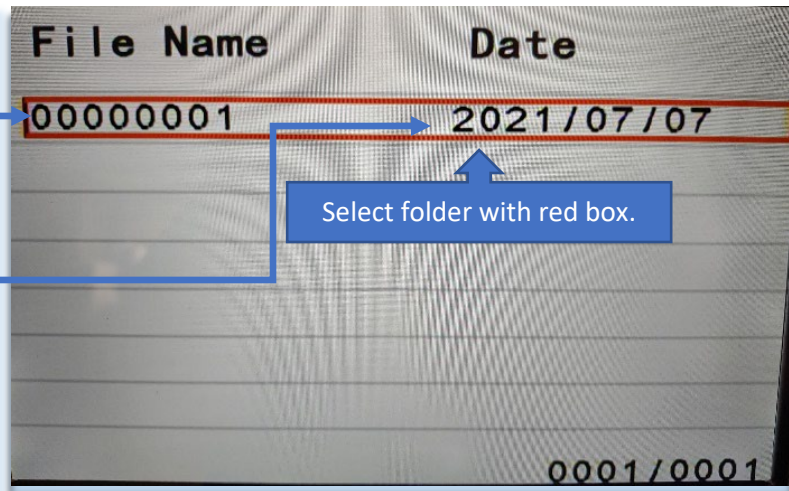 File Name Date
00000001 2021/07/07
Select folder with red box.
0001/0001